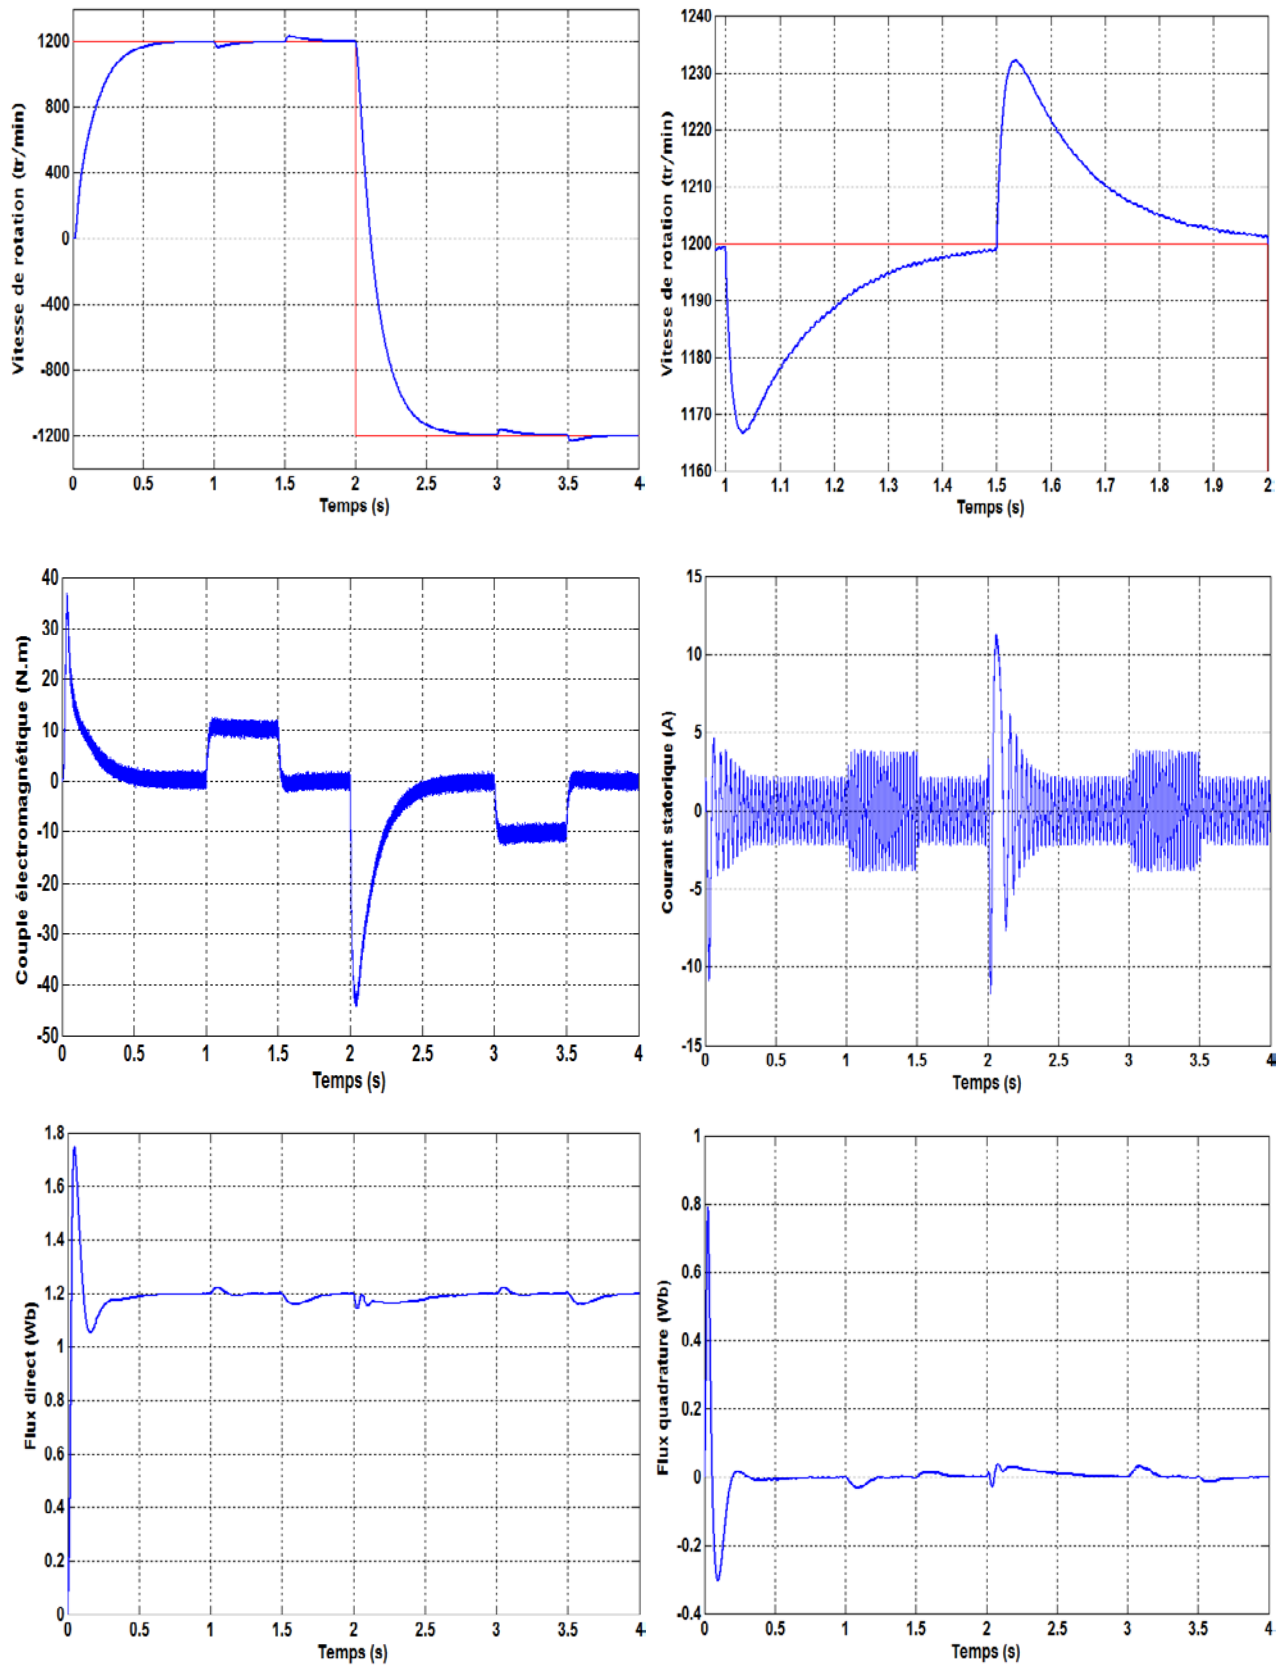 Vitesse de rotation (tr/min)
1200
800
400
0
-400
-800
-1200
0 0.5 1 1.5 2 2.5 3 3.5 4
Temps (s)
Vitesse de rotation (tr/min)
1240
1230
1220
1210
1200
1190
1180
1170
1160
1 1.1 1.2 1.3 1.4 1.5 1.6 1.7 1.8 1.9 2
Temps (s)
Couple électromagnétique (N.m)
40
30
20
10
0
-10
-20
-30
-40
-50
0 0.5 1 1.5 2 2.5 3 3.5 4
Temps (s)
Courant statorique (A)
15
10
5
0
-5
-10
-15
0 0.5 1 1.5 2 2.5 3 3.5 4
Temps (s)
Flux direct (Wb)
1.8
1.6
1.4
1.2
1
0.8
0.6
0.4
0.2
0
0 0.5 1 1.5 2 2.5 3 3.5 4
Temps (s)
Flux quadrature (Wb)
1
0.8
0.6
0.4
0.2
0
-0.2
-0.4
0 0.5 1 1.5 2 2.5 3 3.5 4
Temps (s)